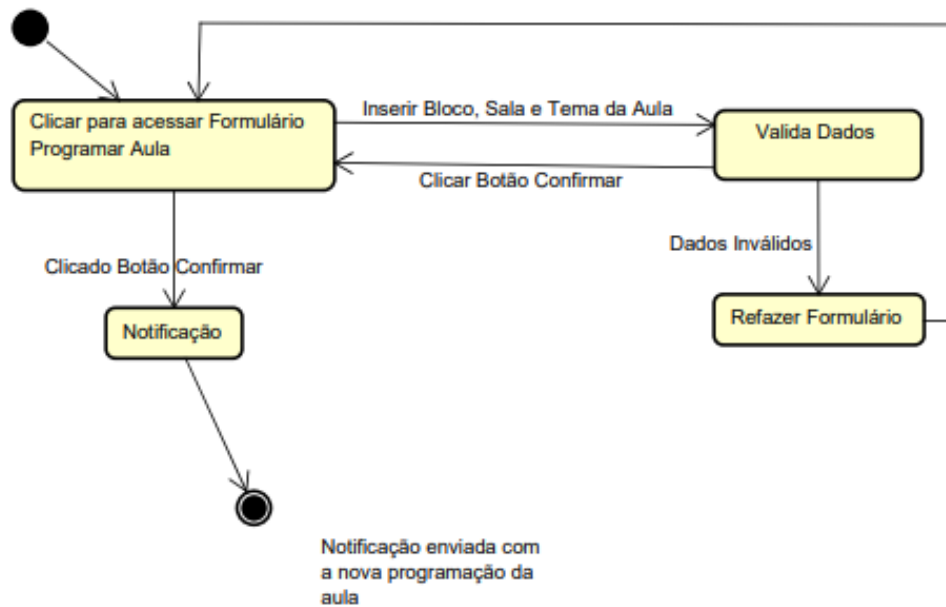 Clicar para acessar Formulário
Programar Aula
Inserir Bloco, Sala e Tema da Aula
Valida Dados
Clicar Botão Confirmar
Clicado Botão Confirmar
Dados Inválidos
Notificação
Refazer Formulário
Notificação enviada com
a nova programação da
aula